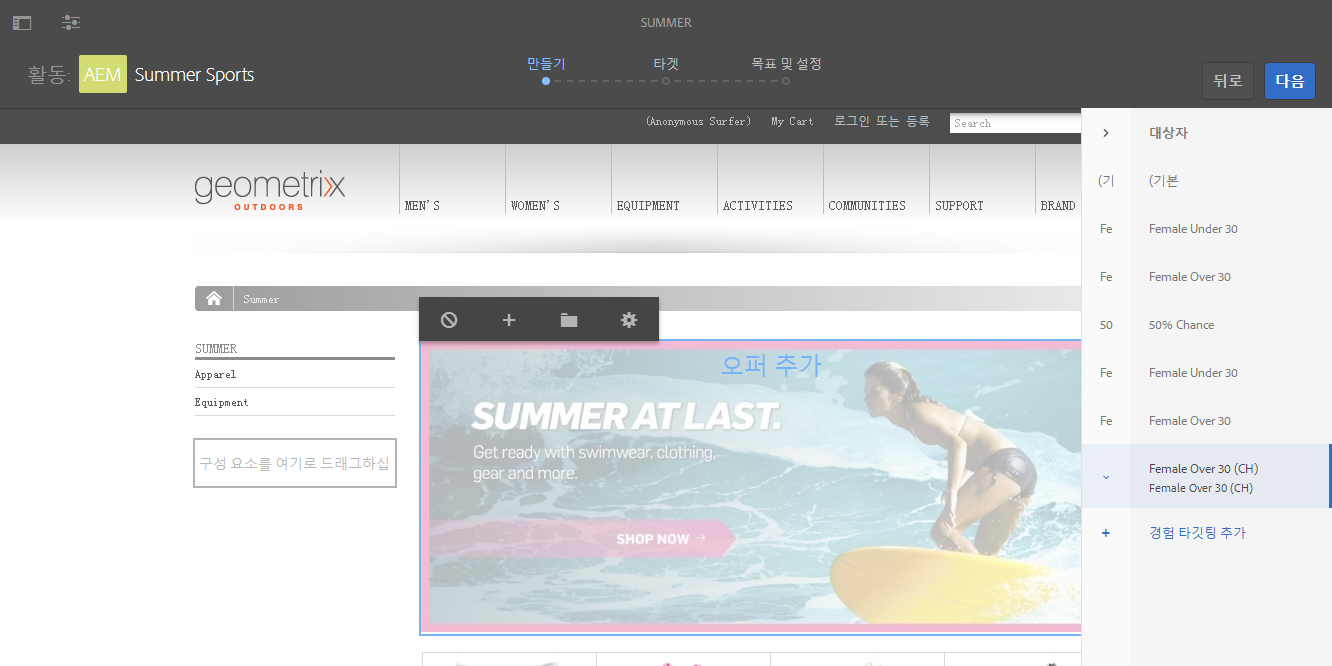 SUMMER
활동: AEM Summer Sports
만들기 타겟 목표 및 설정
뒤로 다음
(Anonymous Surfer) My Cart 로그인 또는 등록 Search
geometrixx
OUTDOORS
MEN'S WOMEN'S EQUIPMENT ACTIVITIES COMMUNITIES SUPPORT BRAND
Summer
SUMMER
Apparel
Equipment
구성 요소를 여기로 드래그하십
오퍼 추가
SUMMER AT LAST.
Get ready with swimwear, clothing,
gear and more.
SHOP NOW →
대상자
(기 (기본
Fe Female Under 30
Fe Female Over 30
50 50% Chance
Fe Female Under 30
Fe Female Over 30
Female Over 30 (CH)
Female Over 30 (CH)
+ 경험 타깃팅 추가